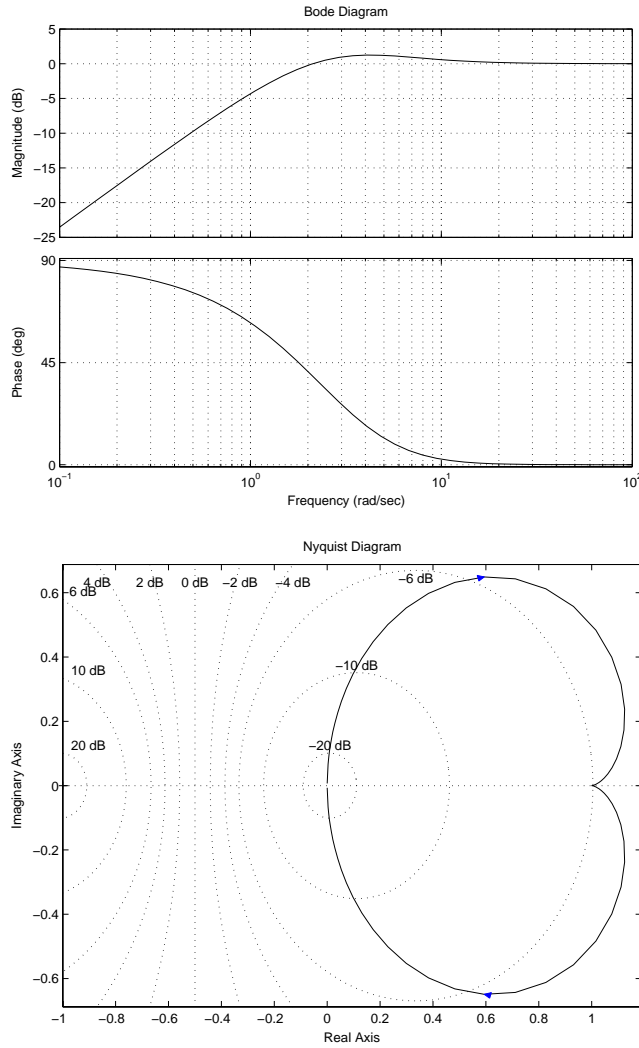 Bode Diagram
5
0
−5
−10
−15
−20
−25
Magnitude (dB)
90
45
0
Phase (deg)
10−1 100 101 102
Frequency (rad/sec)
Nyquist Diagram
4 dB 2 dB 0 dB −2 dB −4 dB −6 dB
6 dB
10 dB −10 dB
20 dB −20 dB
0.6
0.4
0.2
0
−0.2
−0.4
−0.6
Imaginary Axis
−1 −0.8 −0.6 −0.4 −0.2 0 0.2 0.4 0.6 0.8 1
Real Axis